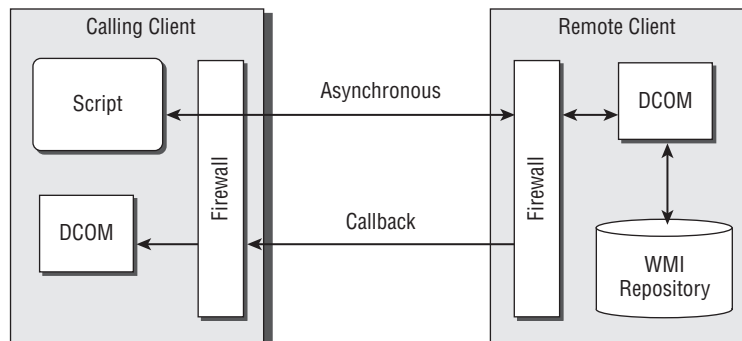 Calling Client
Remote Client
Script
Firewall
Asynchronous
Firewall
DCOM
DCOM
Callback
WMI
Repository